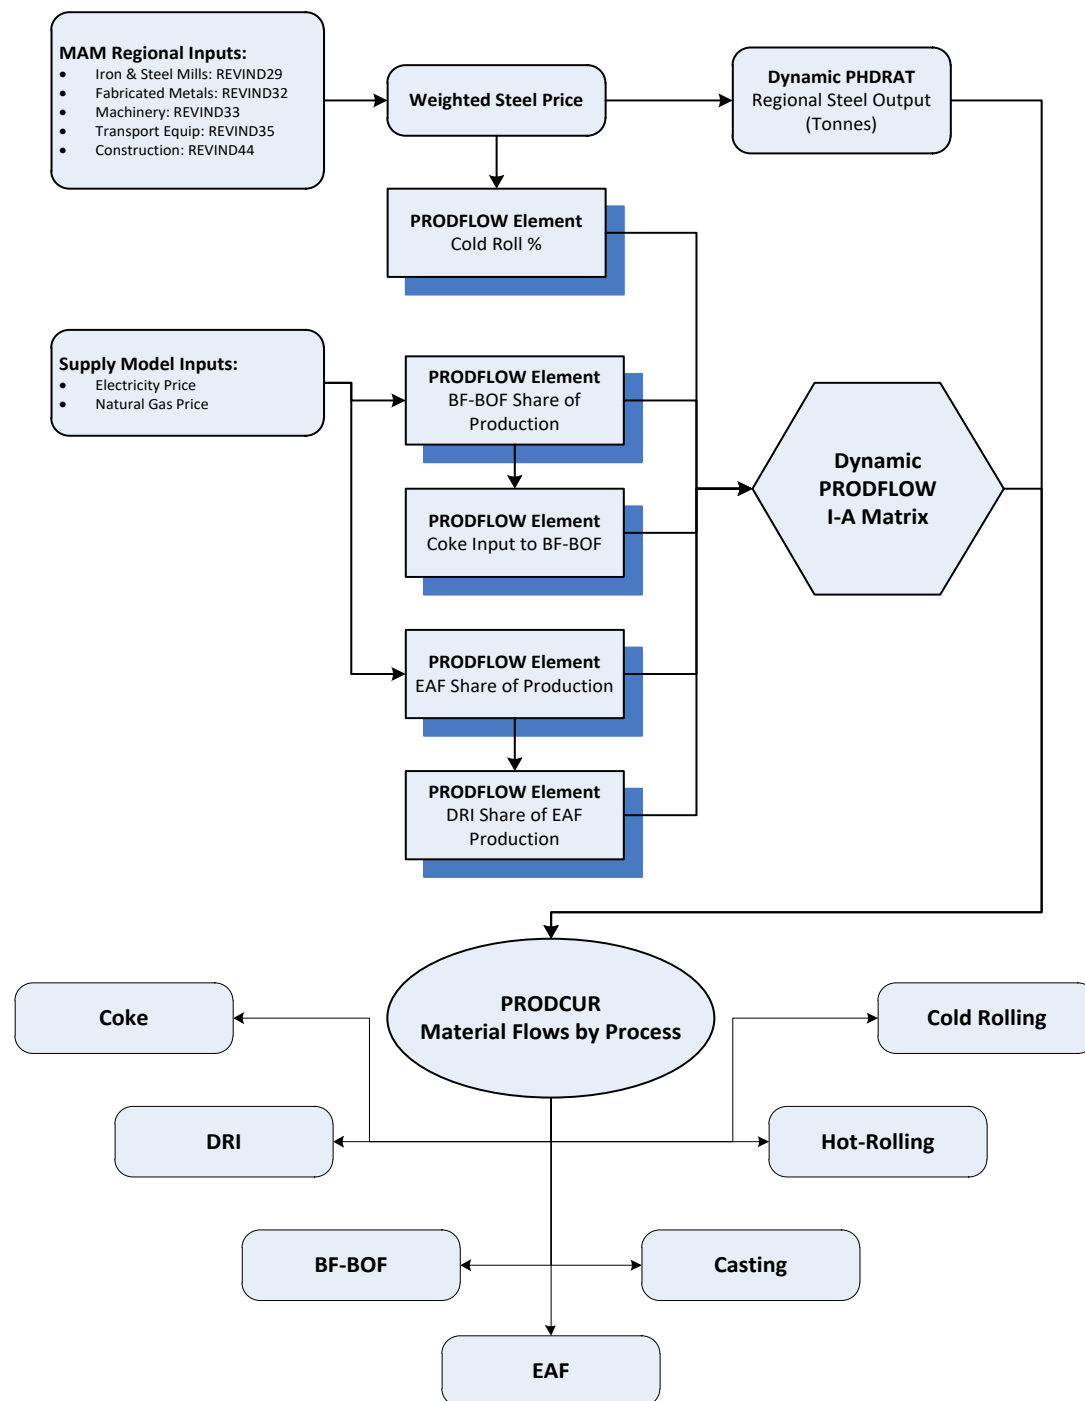 MAM Regional Inputs:
• Iron & Steel Mills: REVIND29
• Fabricated Metals: REVIND32
• Machinery: REVIND33
• Transport Equip: REVIND35
• Construction: REVIND44
Weighted Steel Price
Dynamic PHDRAT
Regional Steel Output
(Tonnes)
PRODFLOW Element
Cold Roll %
Supply Model Inputs:
• Electricity Price
• Natural Gas Price
PRODFLOW Element
BF-BOF Share of
Production
PRODFLOW Element
Coke Input to BF-BOF
Dynamic
PRODFLOW
I-A Matrix
PRODFLOW Element
EAF Share of Production
PRODFLOW Element
DRI Share of EAF
Production
PRODCUR
Material Flows by Process
Coke
Cold Rolling
DRI
Hot-Rolling
BF-BOF
Casting
EAF